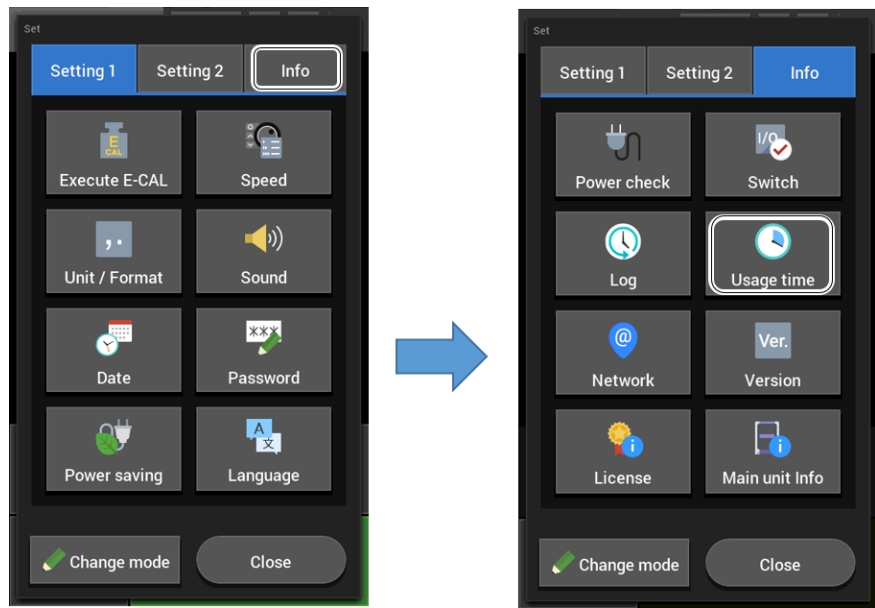 Set
Setting 1 Setting 2 Info
E
CAL
Execute E-CAL Speed
,.
Unit / Format Sound
***
Date Password
A
文
Power saving Language
Change mode Close
Set
Setting 1 Setting 2 Info
I/O
Power check Switch
Log Usage time
@ Ver.
Network Version
i i
License Main unit Info
Change mode Close